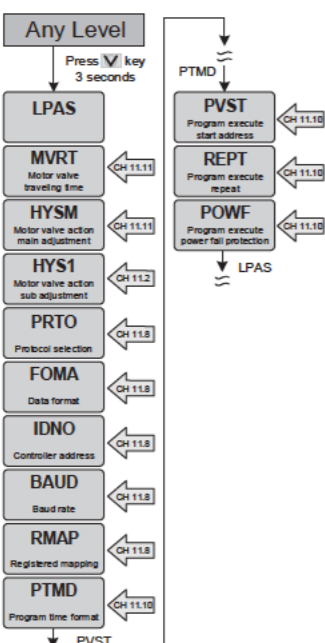 Any Level
Press V key
3 seconds
LPAS
MVRT
Motor valve
traveling time
CH 11.11
HYSM
Motor valve action
main adjustment
CH 11.11
HYS1
Motor valve action
sub adjustment
CH 11.2
PRTO
Protocol selection
CH 11.8
FOMA
Data format
CH 11.8
IDNO
Controller address
CH 11.8
BAUD
Baud rate
CH 11.8
RMAP
Registered mapping
CH 11.8
PTMD
Program time format
CH 11.10
PVST
PTMD
PVST
Program execute
start address
CH 11.10
REPT
Program execute
repeat
CH 11.10
POWF
Program execute
power fail protection
CH 11.10
LPAS